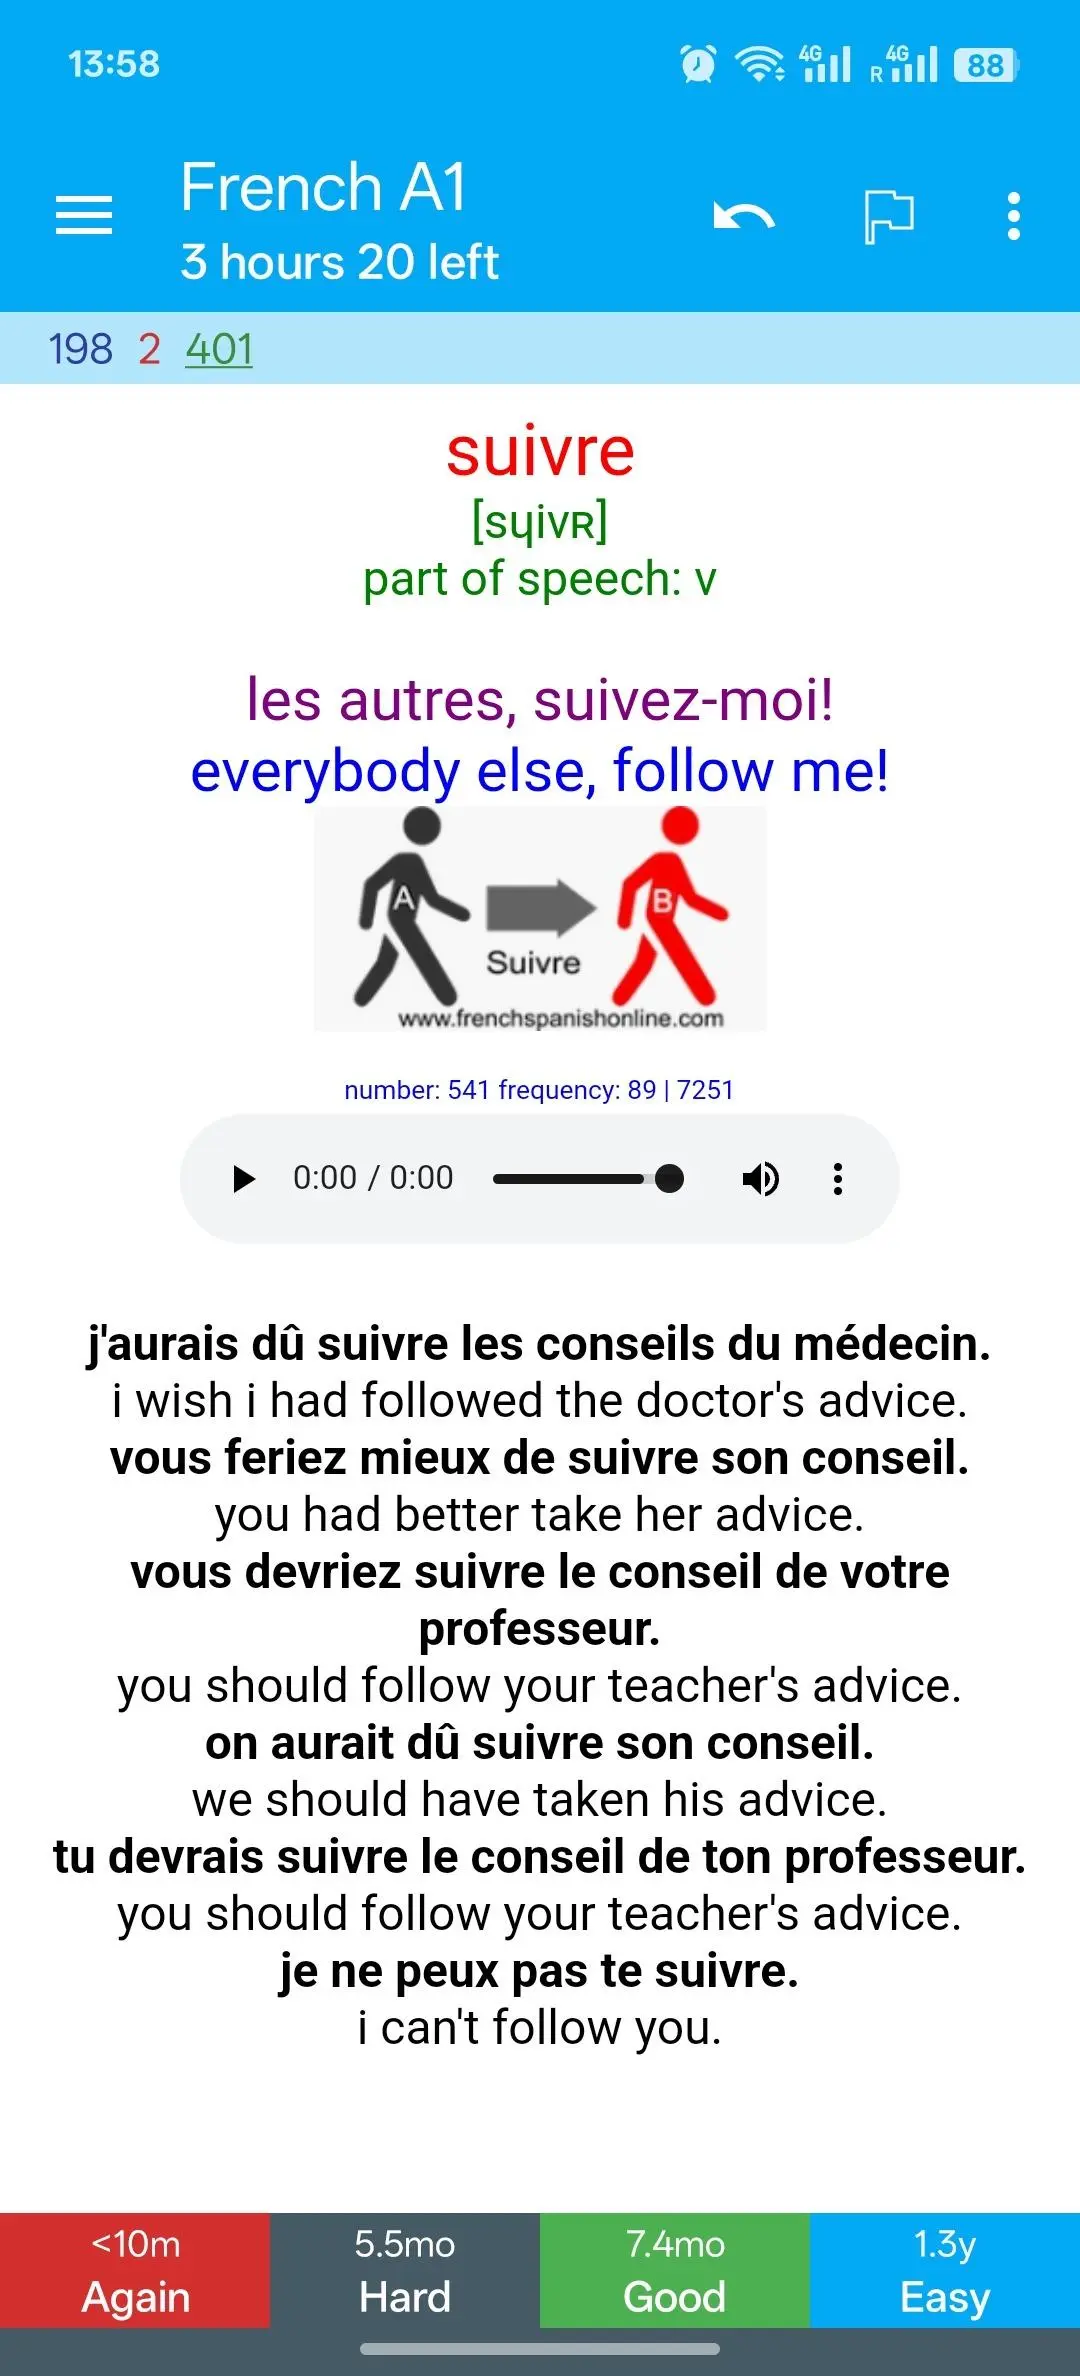 13:58
4G R 4G 88
French A1
3 hours 20 left
198 2 401
suivre
[sɥivʀ]
part of speech: v
les autres, suivez-moi!
everybody else, follow me!
A B
Suivre
www.frenchspanishonline.com
number: 541 frequency: 89 | 7251
0:00 / 0:00
j'aurais dû suivre les conseils du médecin.
i wish i had followed the doctor's advice.
vous feriez mieux de suivre son conseil.
you had better take her advice.
vous devriez suivre le conseil de votre
professeur.
you should follow your teacher's advice.
on aurait dû suivre son conseil.
we should have taken his advice.
tu devrais suivre le conseil de ton professeur.
you should follow your teacher's advice.
je ne peux pas te suivre.
i can't follow you.
<10m 5.5mo 7.4mo 1.3y
Again Hard Good Easy